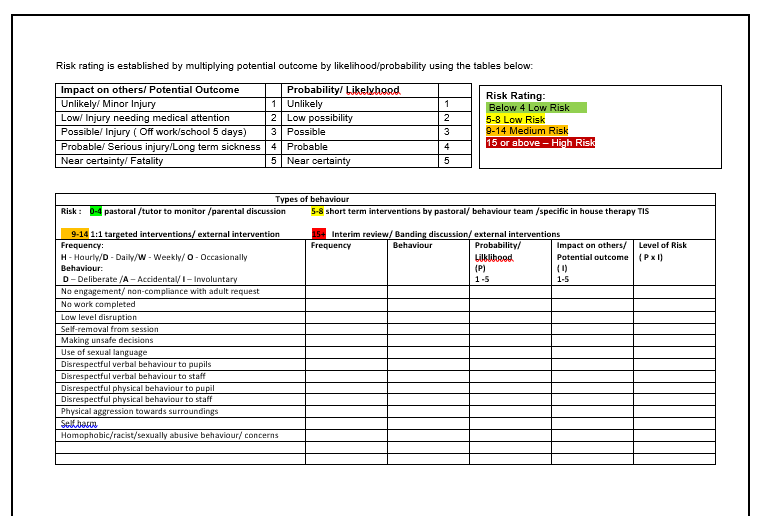 Risk rating is established by multiplying potential outcome by likelihood/probability using the tables below:
Impact on others/ Potential Outcome Probability/ Likelyhood
Unlikely/ Minor Injury 1 Unlikely 1
Low/ Injury needing medical attention 2 Low possibility 2
Possible/ Injury ( Off work/school 5 days) 3 Possible 3
Probable/ Serious injury/Long term sickness 4 Probable 4
Near certainty/ Fatality 5 Near certainty 5
Risk Rating:
Below 4 Low Risk
5-8 Low Risk
9-14 Medium Risk
15 or above – High Risk
Types of behaviour
Risk : 0-4 pastoral /tutor to monitor /parental discussion 5-8 short term interventions by pastoral/ behaviour team /specific in house therapy TIS
9-14 1:1 targeted interventions/ external intervention 15+ Interim review/ Banding discussion/ external interventions
Frequency: Frequency Behaviour Probability/ Impact on others/ Level of Risk
H - Hourly/D - Daily/W - Weekly/ O - Occasionally Lilklihood Potential outcome ( P x I)
Behaviour: (P) ( I)
D – Deliberate /A – Accidental/ I – Involuntary 1 -5 1-5
No engagement/ non-compliance with adult request
No work completed
Low level disruption
Self-removal from session
Making unsafe decisions
Use of sexual language
Disrespectful verbal behaviour to pupils
Disrespectful verbal behaviour to staff
Disrespectful physical behaviour to pupil
Disrespectful physical behaviour to staff
Physical aggression towards surroundings
Self harm
Homophobic/racist/sexually abusive behaviour/ concerns